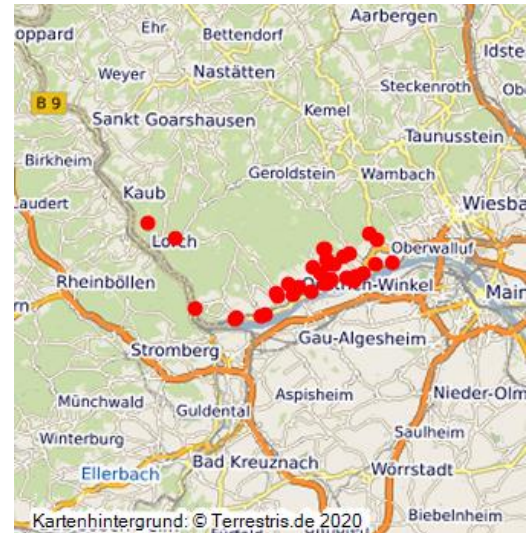 Aarbergen
oppard
Ehr
Bettendorf
Idste
Weyer
Nastätten
Steckenroth
B 9
Kemel
Sankt Goarshausen
Taunusstein
Birkheim
Geroldstein
Wambach
Kaub
Wiesba
Laudert
Lorch
Oberwalluf
Rheinböllen
-Winkel
Main
Gau-Algesheim
Stromberg
Aspisheim
Nieder-Olm
Münchwald
Guldental
Saulheim
Winterburg
Bad Kreuznach
Wörrstadt
Ellerbach
Biebelnheim
Kartenhintergrund: © Terrestris.de 2020